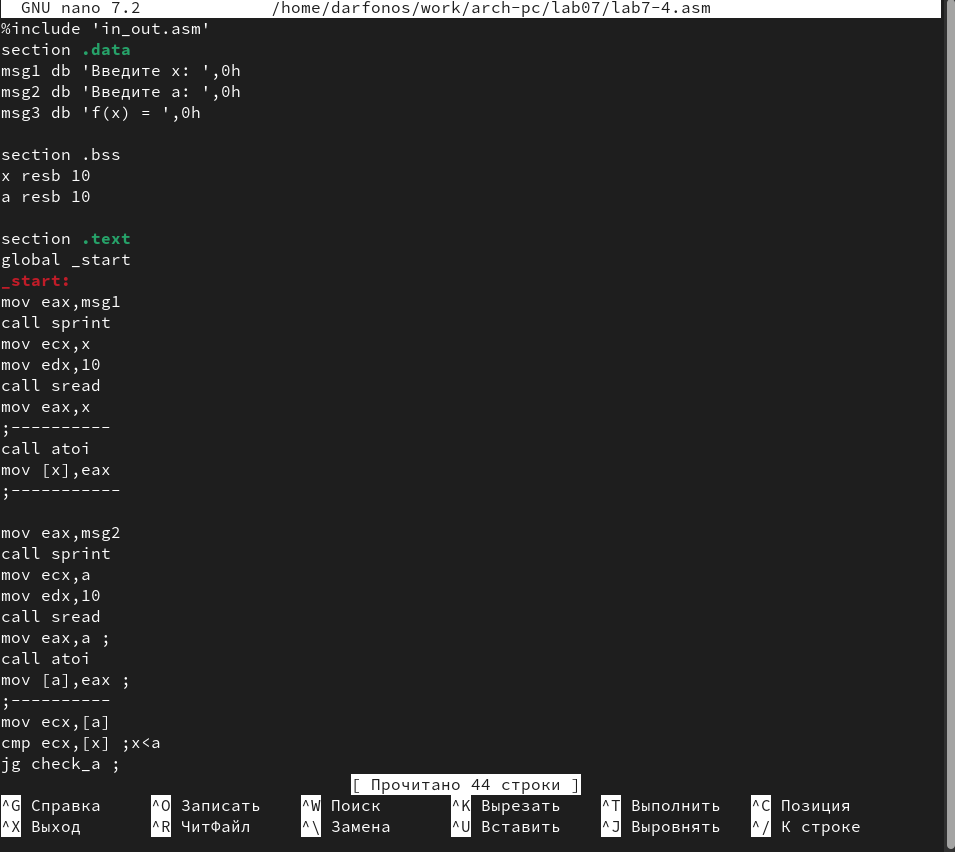 GNU nano 7.2 /home/darfonos/work/arch-pc/lab07/lab7-4.asm
%include 'in_out.asm'
section .data
msg1 db 'Введите x: ',0h
msg2 db 'Введите a: ',0h
msg3 db 'f(x) = ',0h
section .bss
x resb 10
a resb 10
section .text
global _start
_start:
mov eax,msg1
call sprint
mov ecx,x
mov edx,10
call sread
mov eax,x
;----------
call atoi
mov [x],eax
;-----------
mov eax,msg2
call sprint
mov ecx,a
mov edx,10
call sread
mov eax,a ;
call atoi
mov [a],eax ;
;----------
mov ecx,[a]
cmp ecx,[x] ;x<a
jg check_a ;
[ Прочитано 44 строки ]
^G Справка ^O Записать ^W Поиск ^K Вырезать ^T Выполнить ^C Позиция
^X Выход ^R ЧитФайл ^\ Замена ^U Вставить ^J Выровнять ^/ К строке